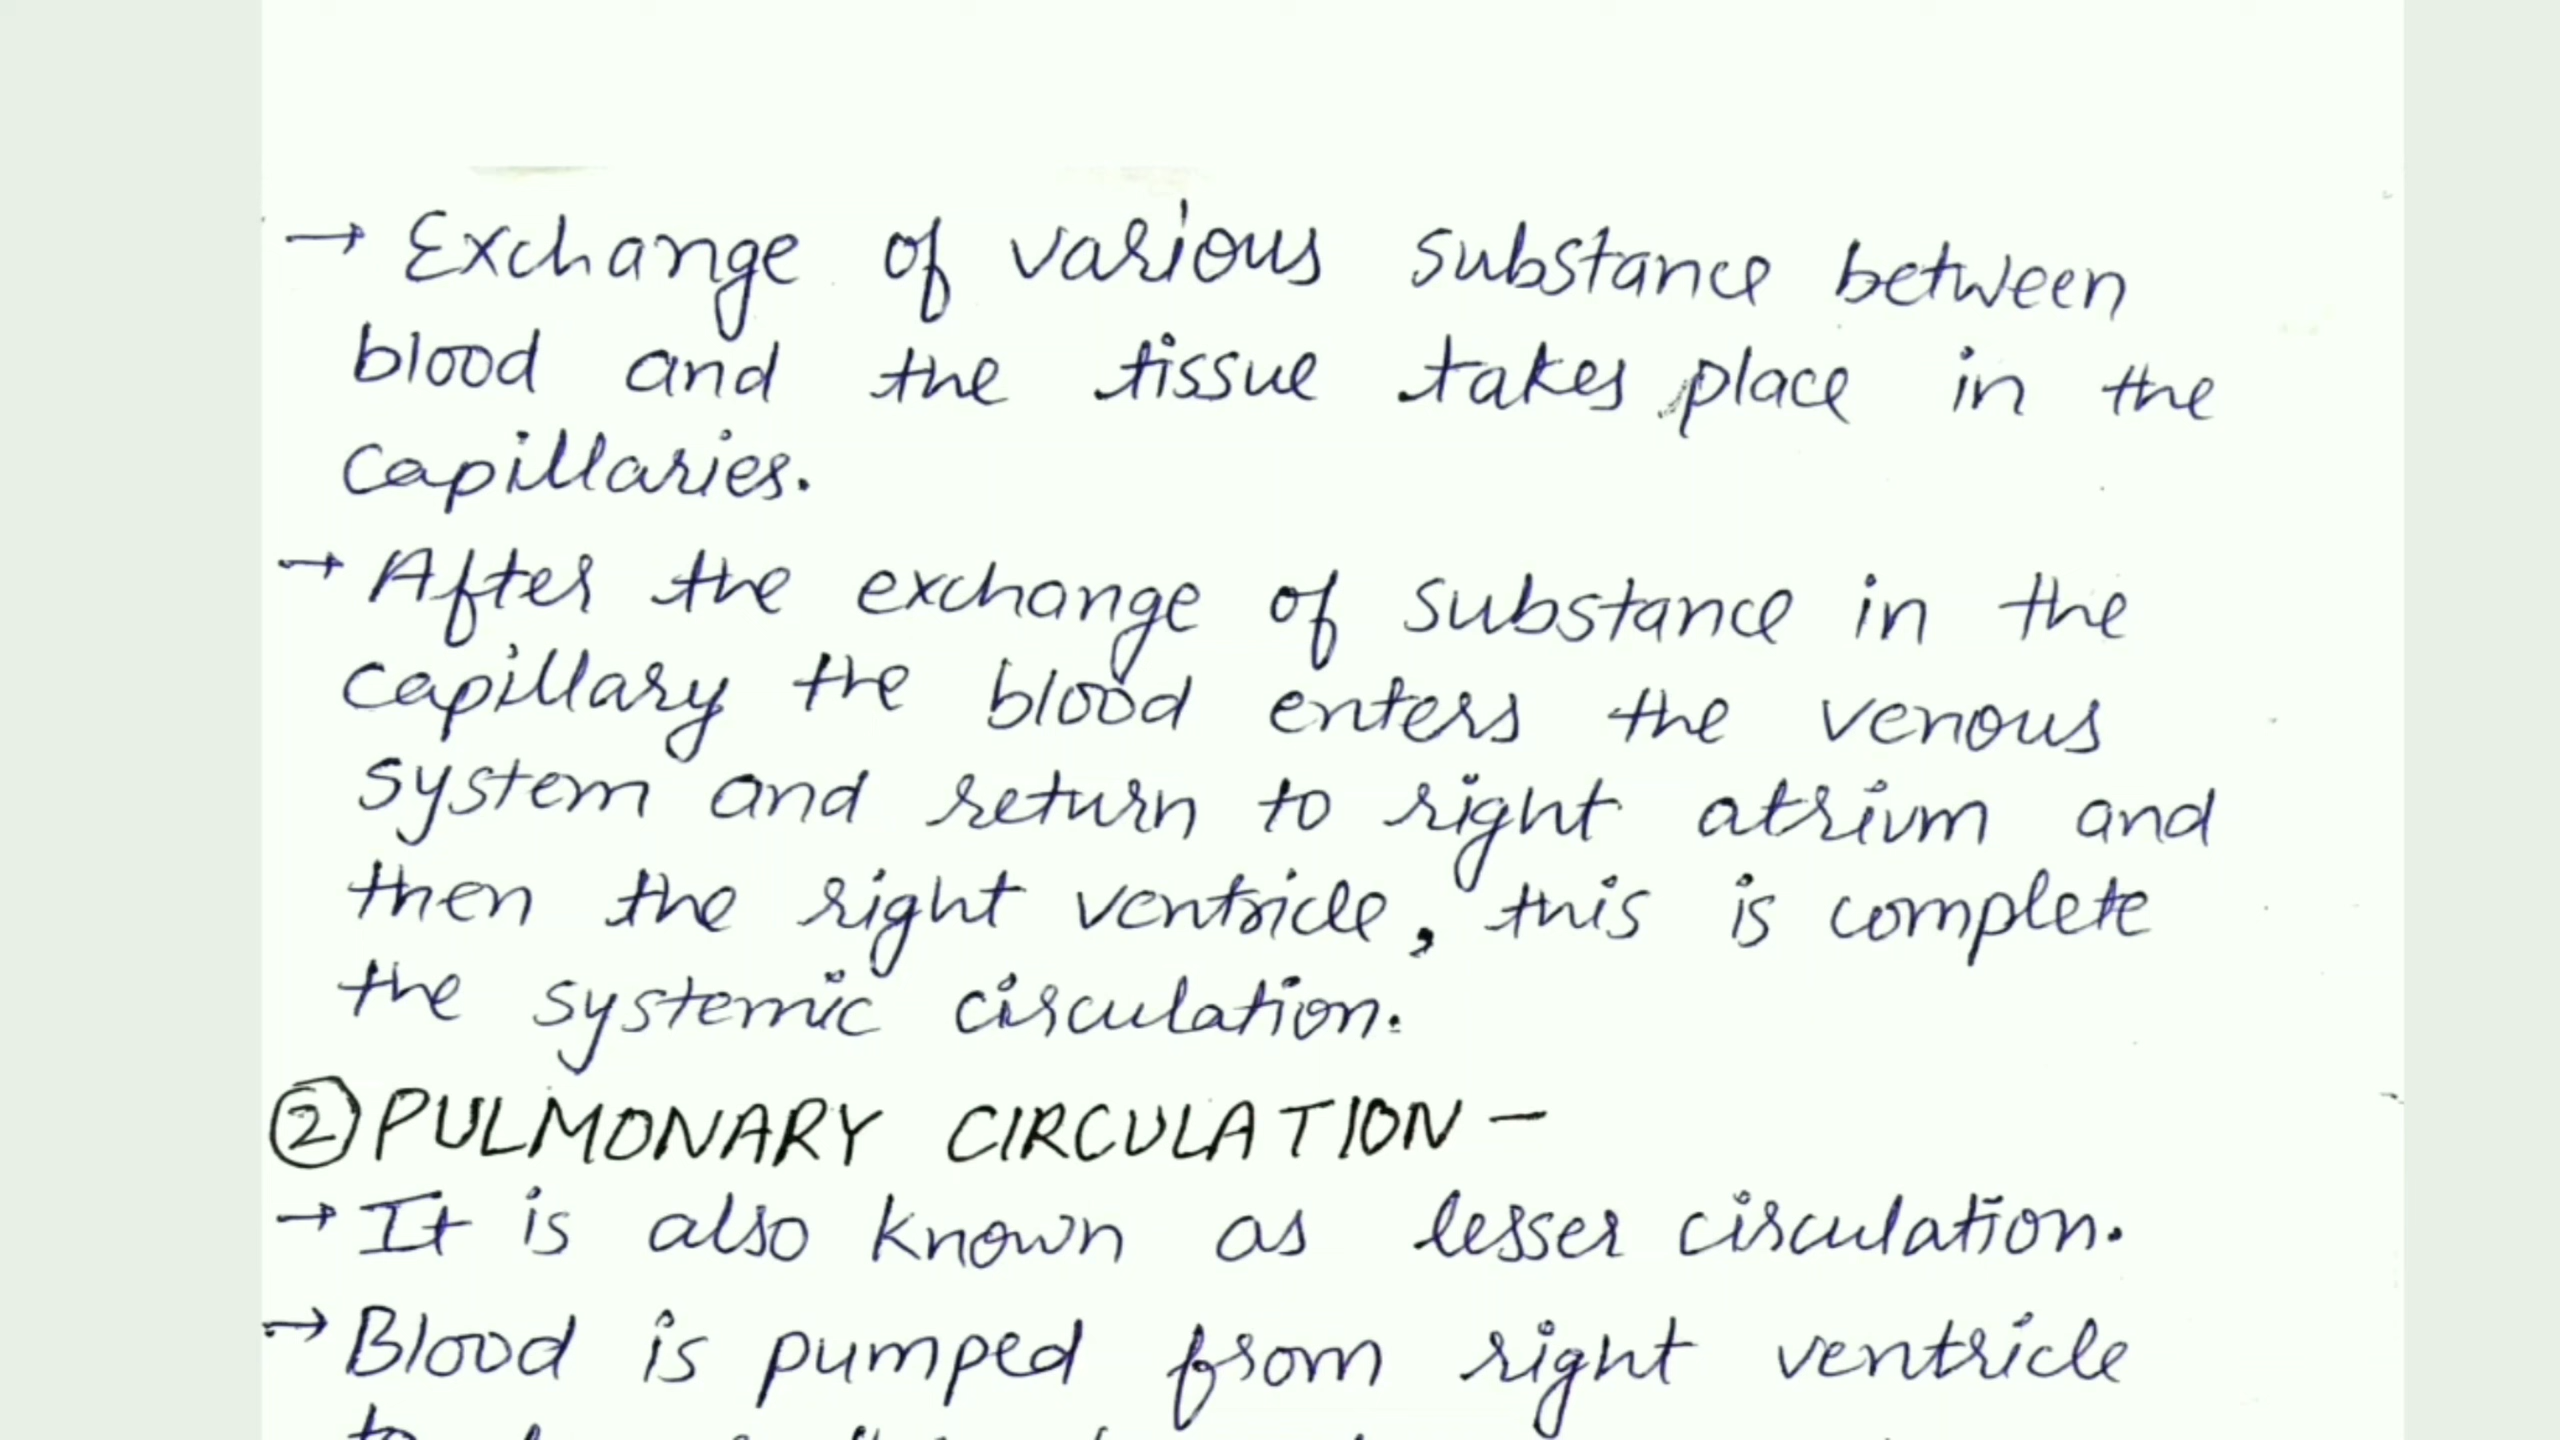 → Exchange of various substance between
blood and the tissue takes place in the
capillaries.
→ After the exchange of substance in the
capillary the blood enters the venous
system and return to right atrium and
then the right ventricle, this is complete
the systemic circulation.
② PULMONARY CIRCULATION –
→ It is also known as lesser circulation.
→ Blood is pumped from right ventricle
to